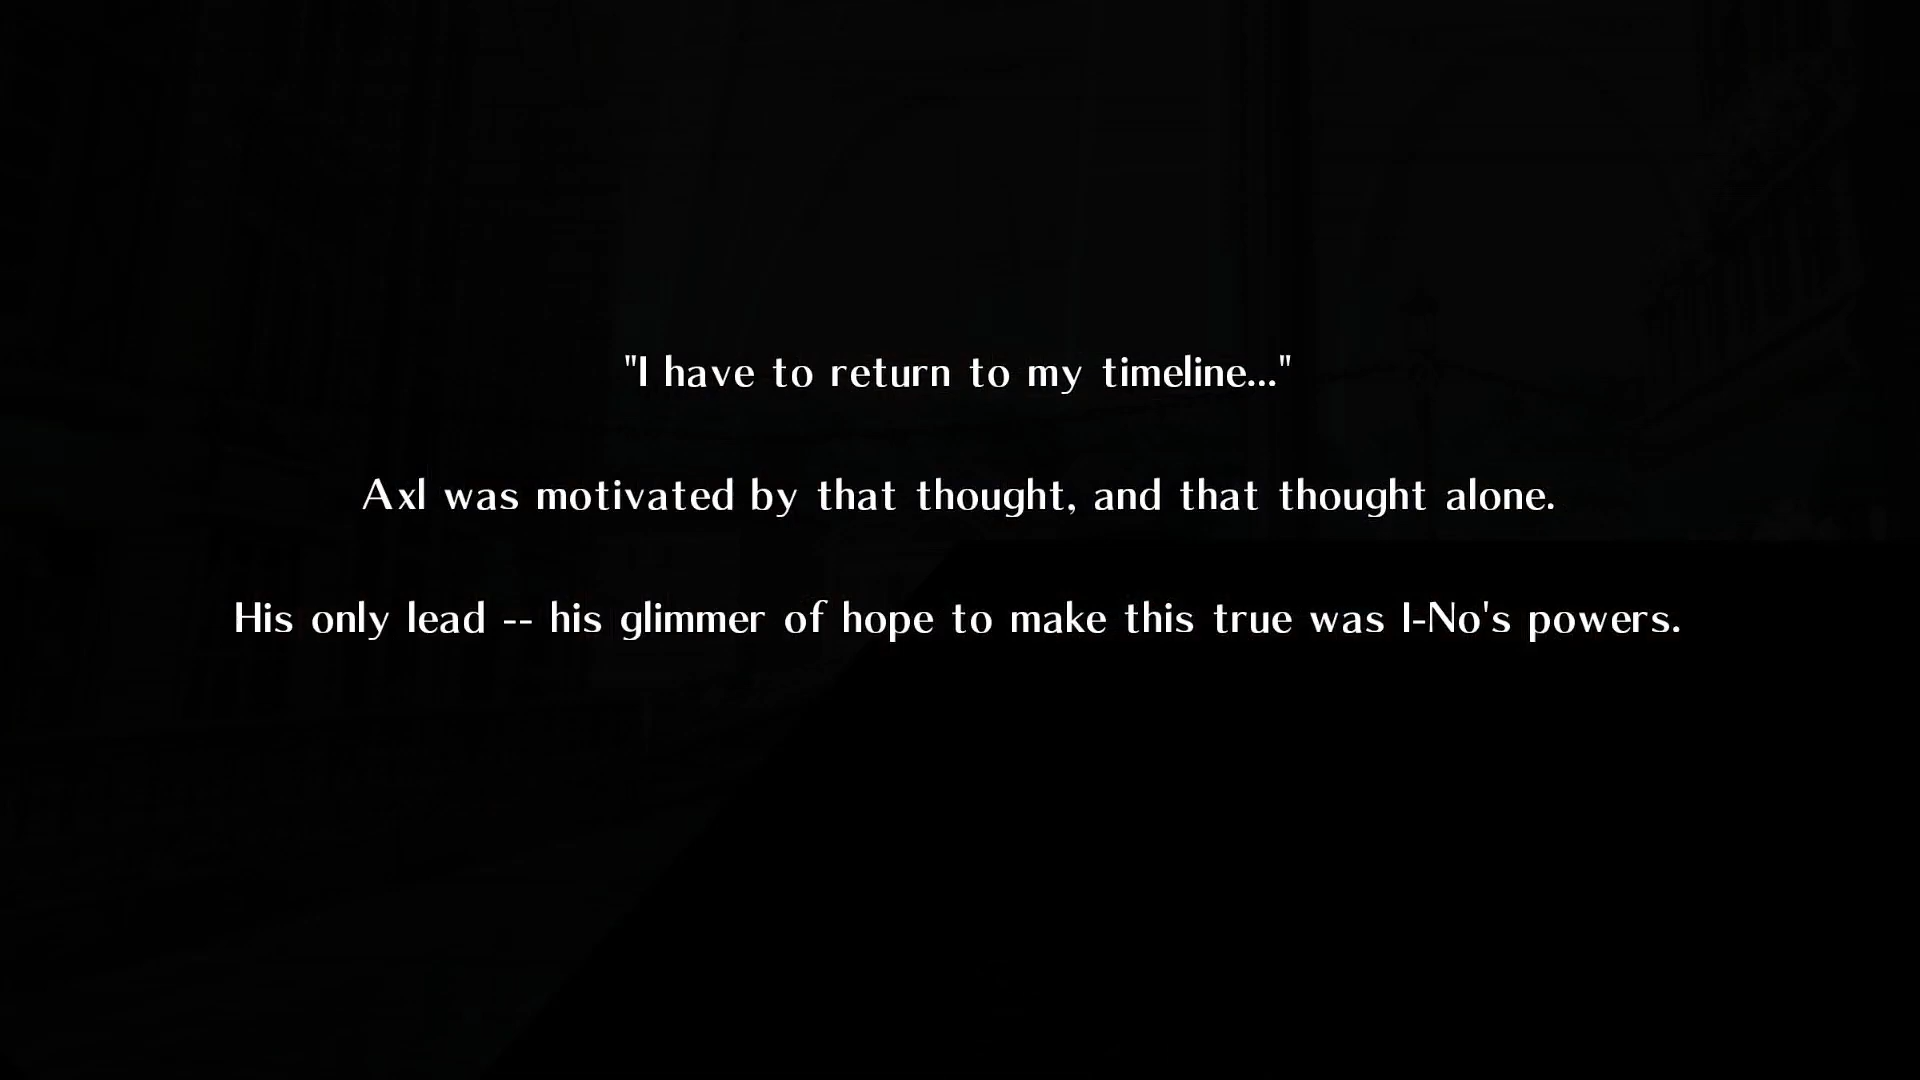 "I have to return to my timeline..."
Axl was motivated by that thought, and that thought alone.
His only lead -- his glimmer of hope to make this true was I-No's powers.